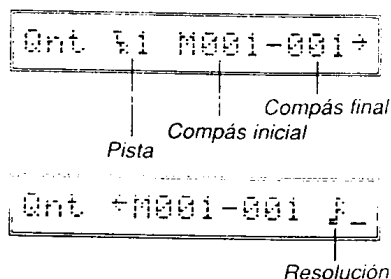 Qnt 1 M001-001→
Compás final
Compás inicial
Pista
Qnt ←M001-001 ♪_
Resolución